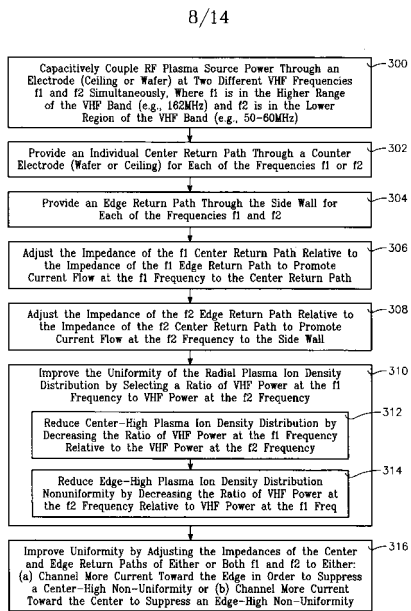 8/14
Capacitively Couple RF Plasma Source Power Through an
Electrode (Ceiling or Wafer) at Two Different VHF Frequencies
f1 and f2 Simultaneously, Where f1 is in the Higher Range
of the VHF Band (e.g., 162MHz) and f2 is in the Lower
Region of the VHF Band (e.g., 50-60MHz)
300
Provide an Individual Center Return Path Through a Counter
Electrode (Wafer or Ceiling) for Each of the Frequencies f1 or f2
302
Provide an Edge Return Path Through the Side Wall for
Each of the Frequencies f1 and f2
304
Adjust the Impedance of the f1 Center Return Path Relative to
the Impedance of the f1 Edge Return Path to Promote
Current Flow at the f1 Frequency to the Center Return Path
306
Adjust the Impedance of the f2 Edge Return Path Relative to
the Impedance of the f2 Center Return Path to Promote
Current Flow at the f2 Frequency to the Side Wall
308
Improve the Uniformity of the Radial Plasma Ion Density
Distribution by Selecting a Ratio of VHF Power at the f1
Frequency to VHF Power at the f2 Frequency
310
Reduce Center-High Plasma Ion Density Distribution by
Decreasing the Ratio of VHF Power at the f1 Frequency
Relative to the VHF Power at the f2 Frequency
312
Reduce Edge-High Plasma Ion Density Distribution
Nonuniformity by Decreasing the Ratio of VHF Power at
the f2 Frequency Relative to VHF Power at the f1 Freq
314
Improve Uniformity by Adjusting the Impedances of the Center
and Edge Return Paths of Either or Both f1 and f2 to Either:
(a) Channel More Current Toward the Edge in Order to Suppress
a Center-High Non-Uniformity or (b) Channel More Current
Toward the Center to Suppress an Edge-High Non-Uniformity
316